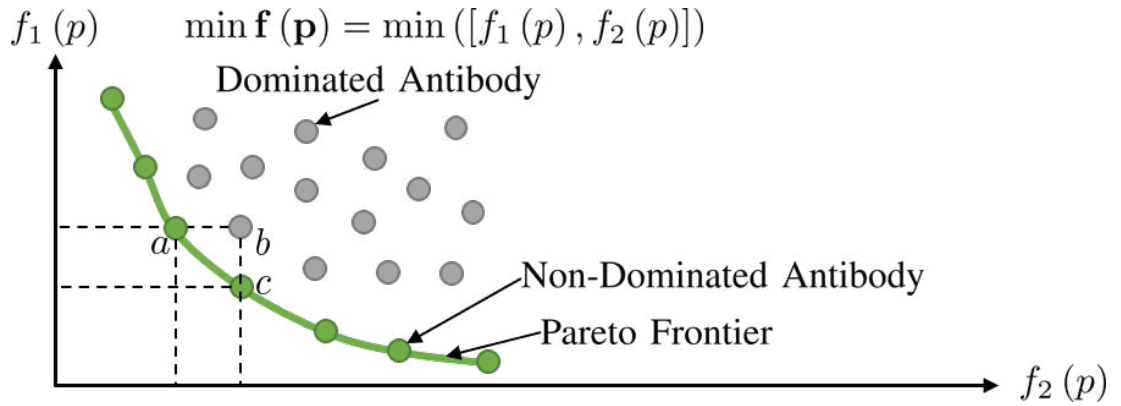 f₁ (p)
min f (p) = min ([f₁ (p) , f₂ (p)])
Dominated Antibody
a
b
c
Non-Dominated Antibody
Pareto Frontier
f₂ (p)